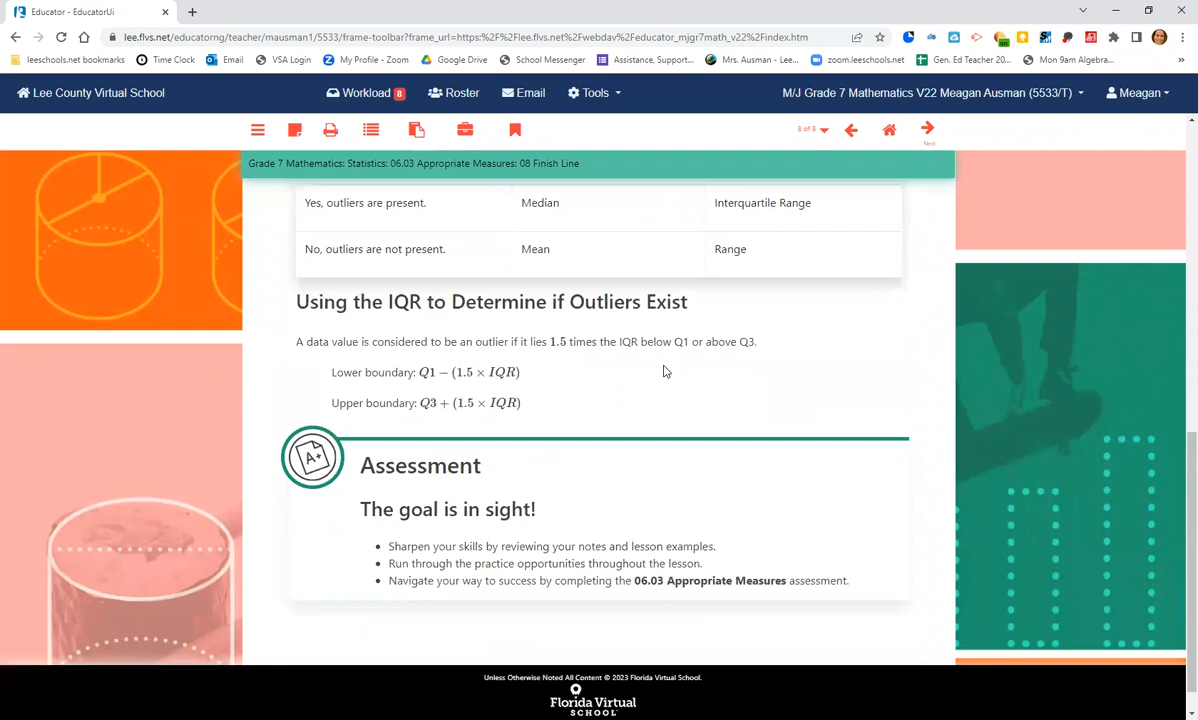 Educator - EducatorUi
lee.flvs.net/educatorng/teacher/mausman1/5533/frame-toolbar?frame_url=https:%2F%2Flee.flvs.net%2Fwebdav%2Feducator_mjgr7math_v22%2Findex.htm
leeschools.net bookmarks Time Clock Email VSA Login My Profile - Zoom Google Drive School Messenger Assistance, Support... Mrs. Ausman - Lee... zoom.leeschools.net Gen. Ed Teacher 20... Mon 9am Algebra... »
Lee County Virtual School Workload 8 Roster Email Tools M/J Grade 7 Mathematics V22 Meagan Ausman (5533/T) Meagan
8 of 8
Next
Grade 7 Mathematics: Statistics: 06.03 Appropriate Measures: 08 Finish Line
Yes, outliers are present. Median Interquartile Range
No, outliers are not present. Mean Range
Using the IQR to Determine if Outliers Exist
A data value is considered to be an outlier if it lies 1.5 times the IQR below Q1 or above Q3.
Lower boundary: Q1 − (1.5 × IQR)
Upper boundary: Q3 + (1.5 × IQR)
A+
Assessment
The goal is in sight!
• Sharpen your skills by reviewing your notes and lesson examples.
• Run through the practice opportunities throughout the lesson.
• Navigate your way to success by completing the 06.03 Appropriate Measures assessment.
Unless Otherwise Noted All Content © 2023 Florida Virtual School.
Florida Virtual
SCHOOL